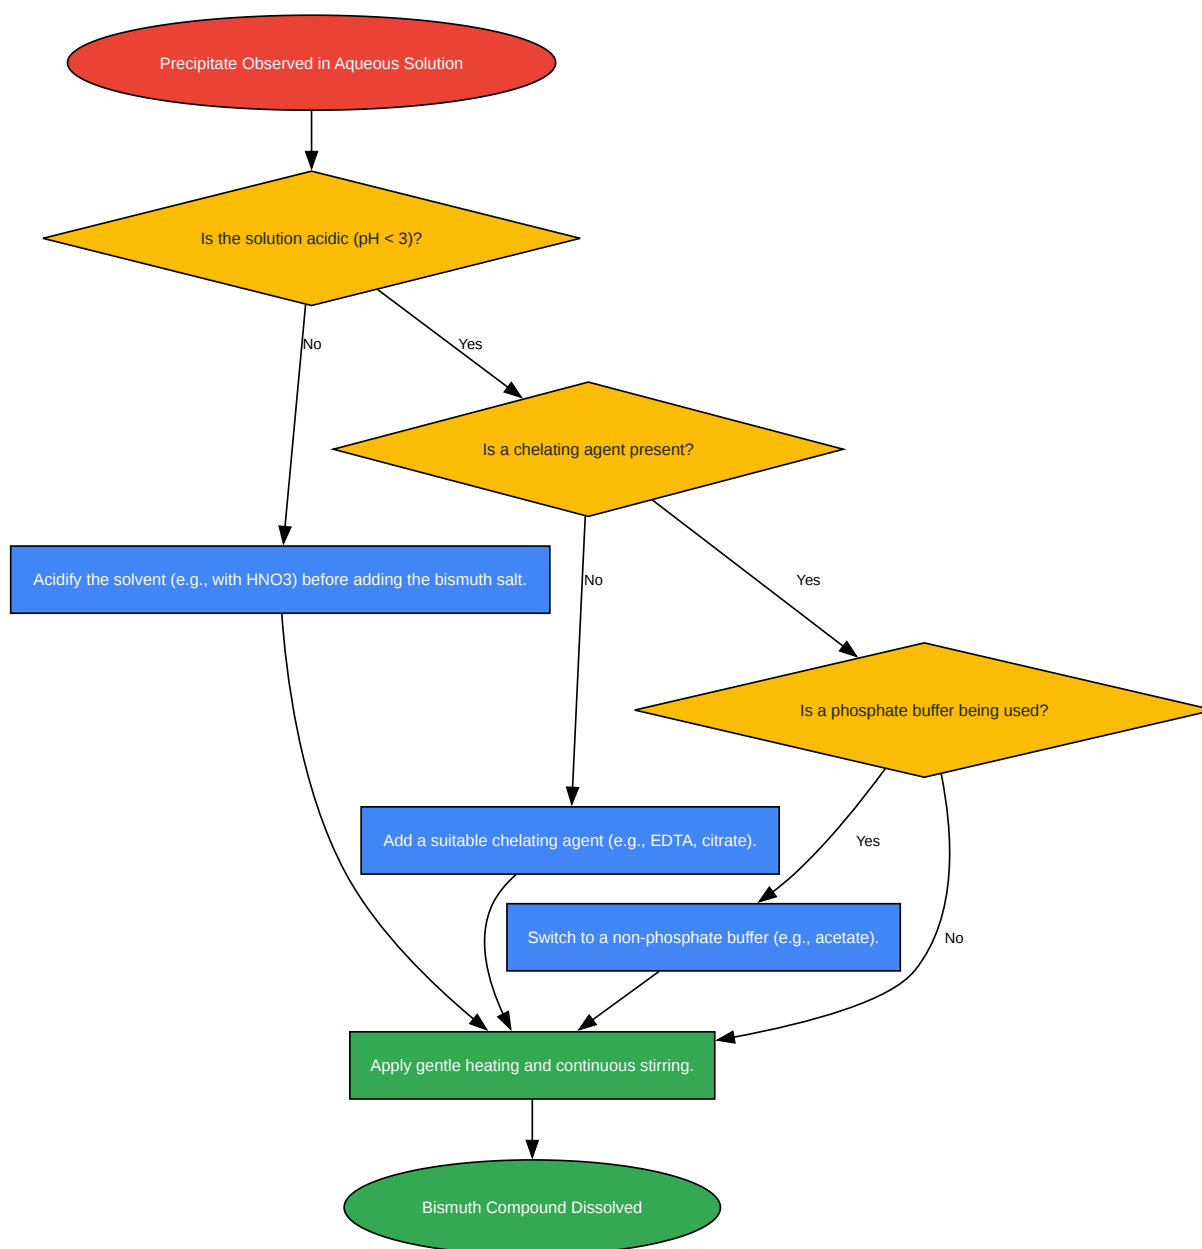 Precipitate Observed in Aqueous Solution
Is the solution acidic (pH < 3)?
No
Yes
Is a chelating agent present?
Acidify the solvent (e.g., with HNO3) before adding the bismuth salt.
No
Yes
Is a phosphate buffer being used?
Add a suitable chelating agent (e.g., EDTA, citrate).
Yes
Switch to a non-phosphate buffer (e.g., acetate).
No
Apply gentle heating and continuous stirring.
Bismuth Compound Dissolved